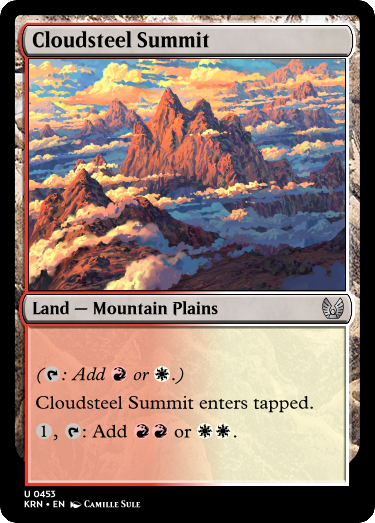 Cloudsteel Summit
Land — Mountain Plains
(: Add or .)
Cloudsteel Summit enters tapped.
1, : Add or .
U 0453
KRN • EN CAMILLE SULE